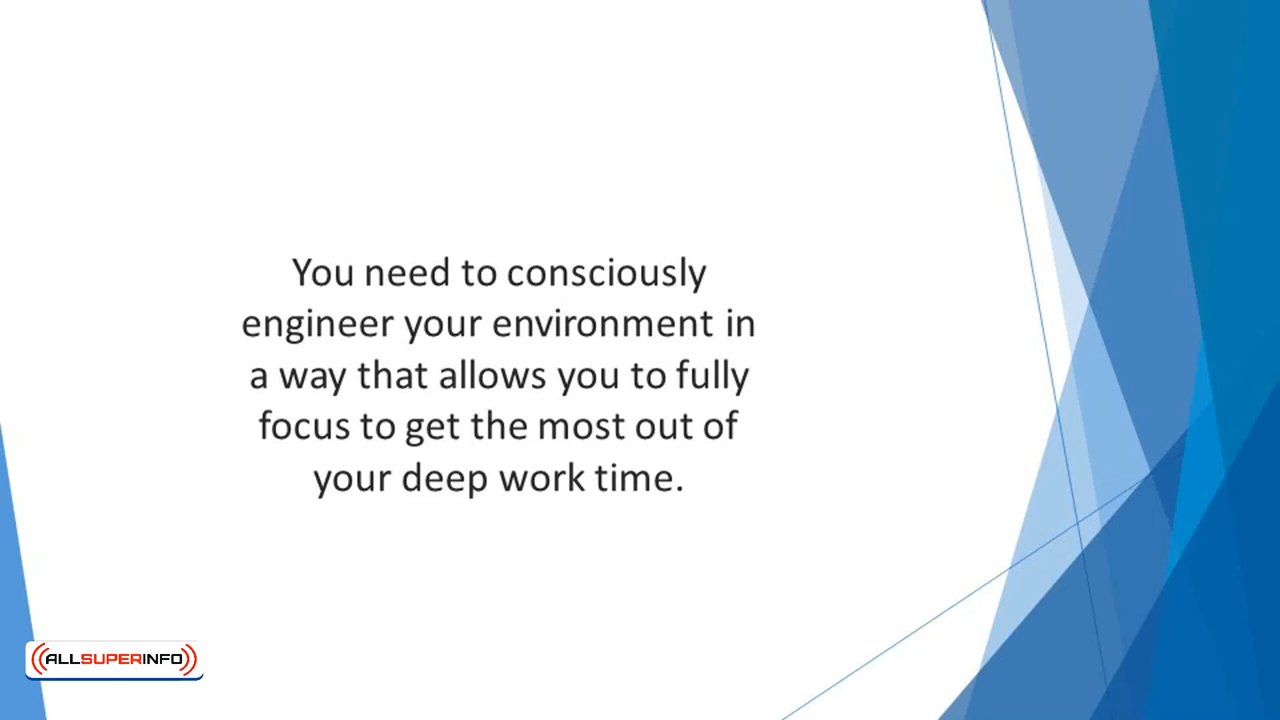 You need to consciously
engineer your environment in
a way that allows you to fully
focus to get the most out of
your deep work time.
ALLSUPERINFO